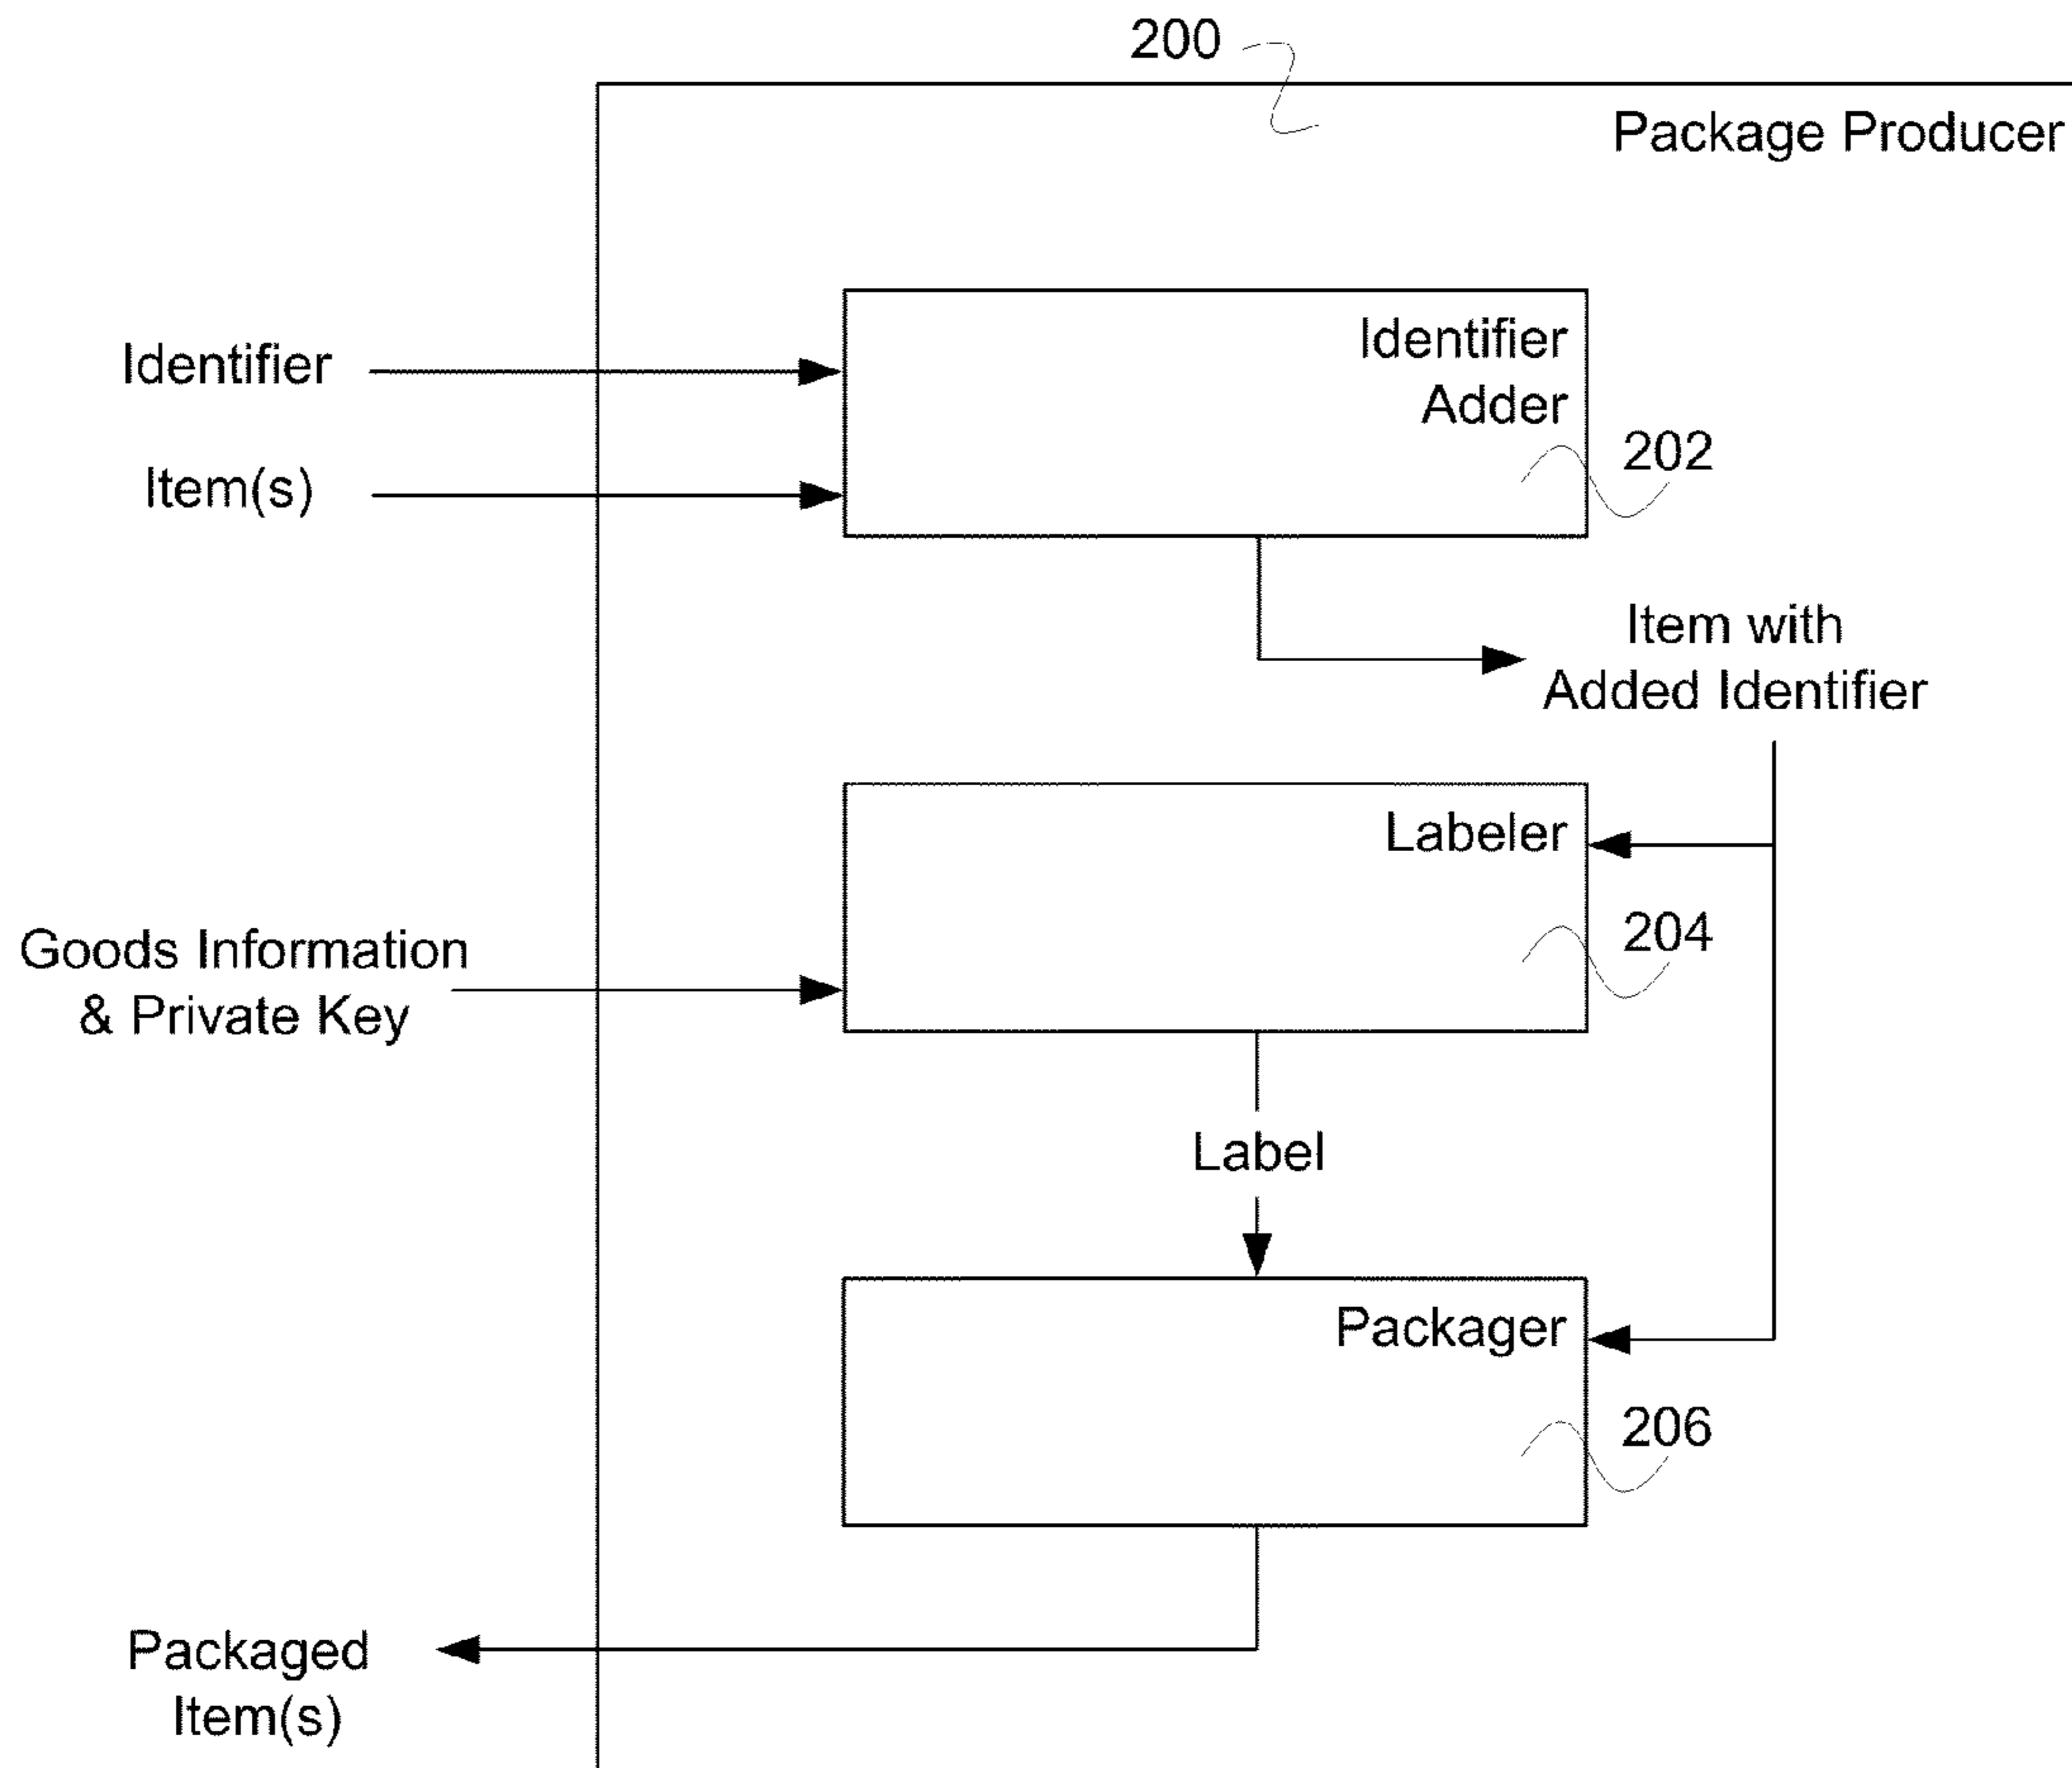 200
Package Producer
Identifier
Adder
Identifier
202
Item(s)
Item with
Added Identifier
Labeler
204
Goods Information
& Private Key
Label
Packager
206
Packaged
Item(s)